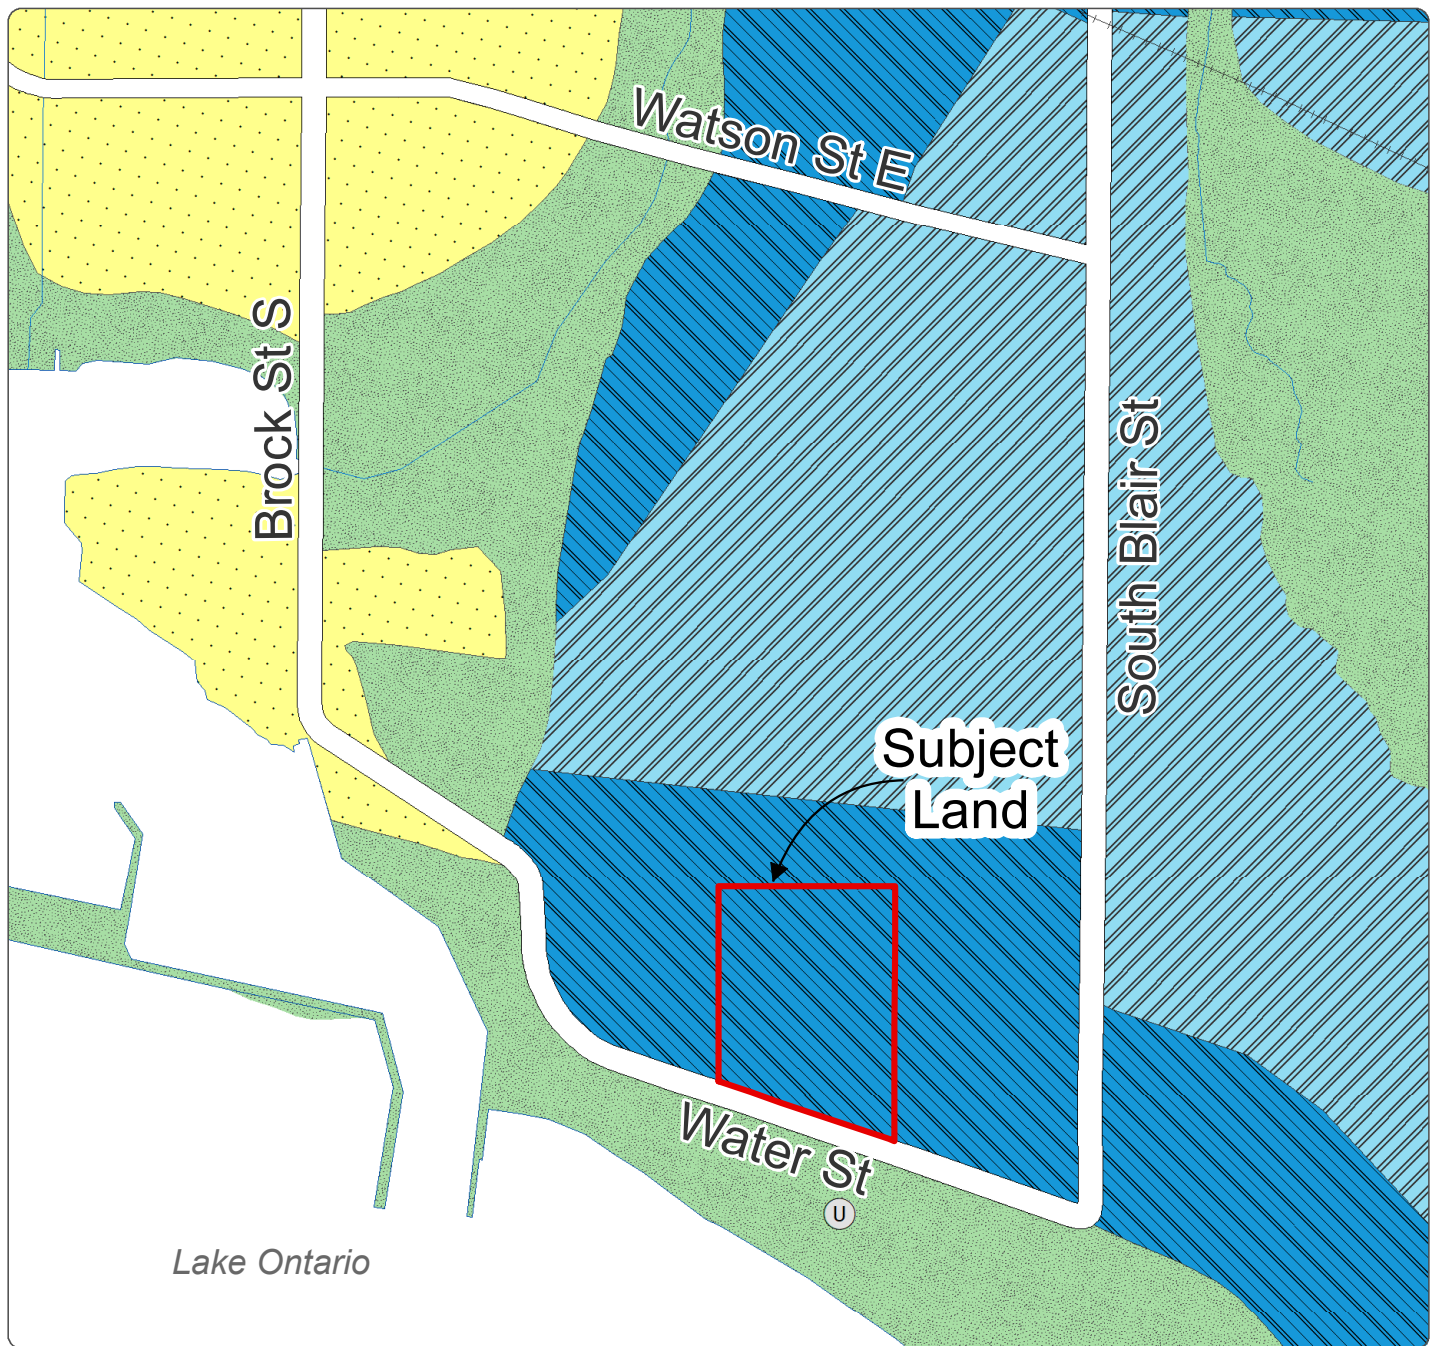 Watson St E
Brock St S
South Blair St
Subject
Land
Water St
U
Lake Ontario